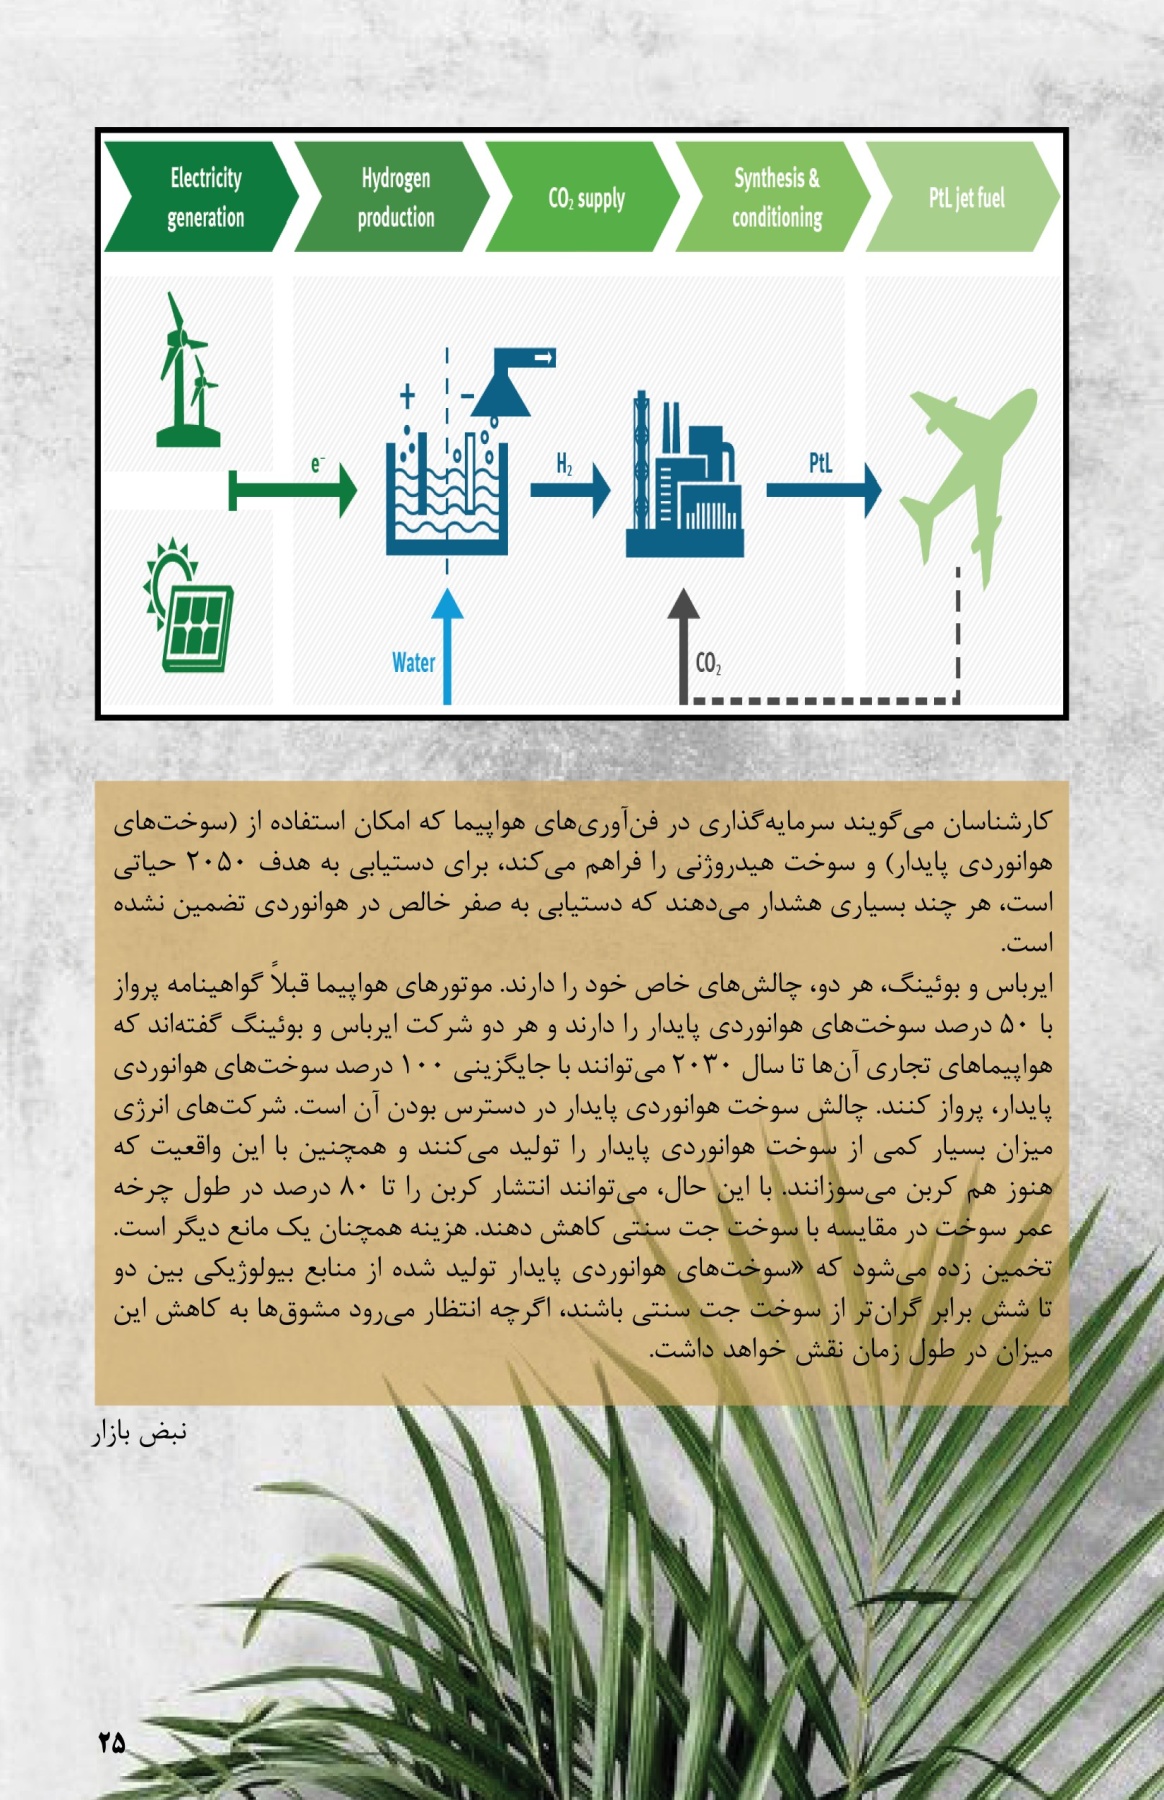 Electricity
generation
Hydrogen
production
CO₂ supply
Synthesis &
conditioning
PtL jet fuel
+
−
e⁻
H₂
PtL
Water
CO₂
کارشناسان می‌گویند سرمایه‌گذاری در فن‌آوری‌های هواپیما که امکان استفاده از (سوخت‌های
هوانوردی پایدار) و سوخت هیدروژنی را فراهم می‌کند، برای دستیابی به هدف ۲۰۵۰ حیاتی
است، هر چند بسیاری هشدار می‌دهند که دستیابی به صفر خالص در هوانوردی تضمین نشده
است.
ایرباس و بوئینگ، هر دو، چالش‌های خاص خود را دارند. موتورهای هواپیما قبلاً گواهینامه پرواز
با ۵۰ درصد سوخت‌های هوانوردی پایدار را دارند و هر دو شرکت ایرباس و بوئینگ گفته‌اند که
هواپیماهای تجاری آن‌ها تا سال ۲۰۳۰ می‌توانند با جایگزینی ۱۰۰ درصد سوخت‌های هوانوردی
پایدار، پرواز کنند. چالش سوخت هوانوردی پایدار در دسترس بودن آن است. شرکت‌های انرژی
میزان بسیار کمی از سوخت هوانوردی پایدار را تولید می‌کنند و همچنین با این واقعیت که
هنوز هم کربن می‌سوزانند. با این حال، می‌توانند انتشار کربن را تا ۸۰ درصد در طول چرخه
عمر سوخت در مقایسه با سوخت جت سنتی کاهش دهند. هزینه همچنان یک مانع دیگر است.
تخمین زده می‌شود که «سوخت‌های هوانوردی پایدار تولید شده از منابع بیولوژیکی بین دو
تا شش برابر گران‌تر از سوخت جت سنتی باشند، اگرچه انتظار می‌رود مشوق‌ها به کاهش این
میزان در طول زمان نقش خواهد داشت.
نبض بازار
۲۵